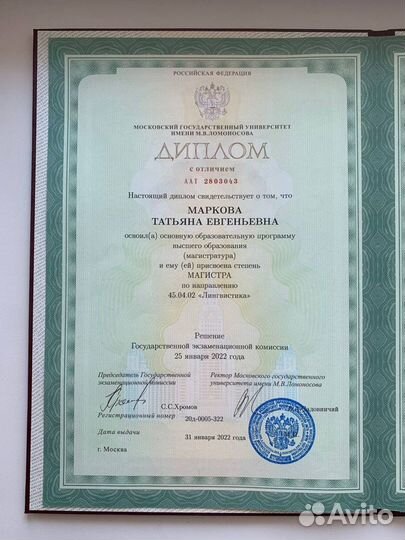 РОССИЙСКАЯ ФЕДЕРАЦИЯ
МОСКОВСКИЙ ГОСУДАРСТВЕННЫЙ УНИВЕРСИТЕТ
ИМЕНИ М.В.ЛОМОНОСОВА
ДИПЛОМ
С ОТЛИЧИЕМ
ААТ 2803043
Настоящий диплом свидетельствует о том, что
МАРКОВА
ТАТЬЯНА ЕВГЕНЬЕВНА
освоил(а) основную образовательную программу
высшего образования
(магистратура)
и ему (ей) присвоена степень
МАГИСТРА
по направлению
45.04.02 «Лингвистика»
Решение
Государственной экзаменационной комиссии
25 января 2022 года
Председатель Государственной
экзаменационной комиссии
Ректор Московского государственного
университета имени М.В.Ломоносова
С.С.Хромов
Регистрационный номер
20д-0005-322
Дата выдачи
31 января 2022 года
г. Москва
Avito